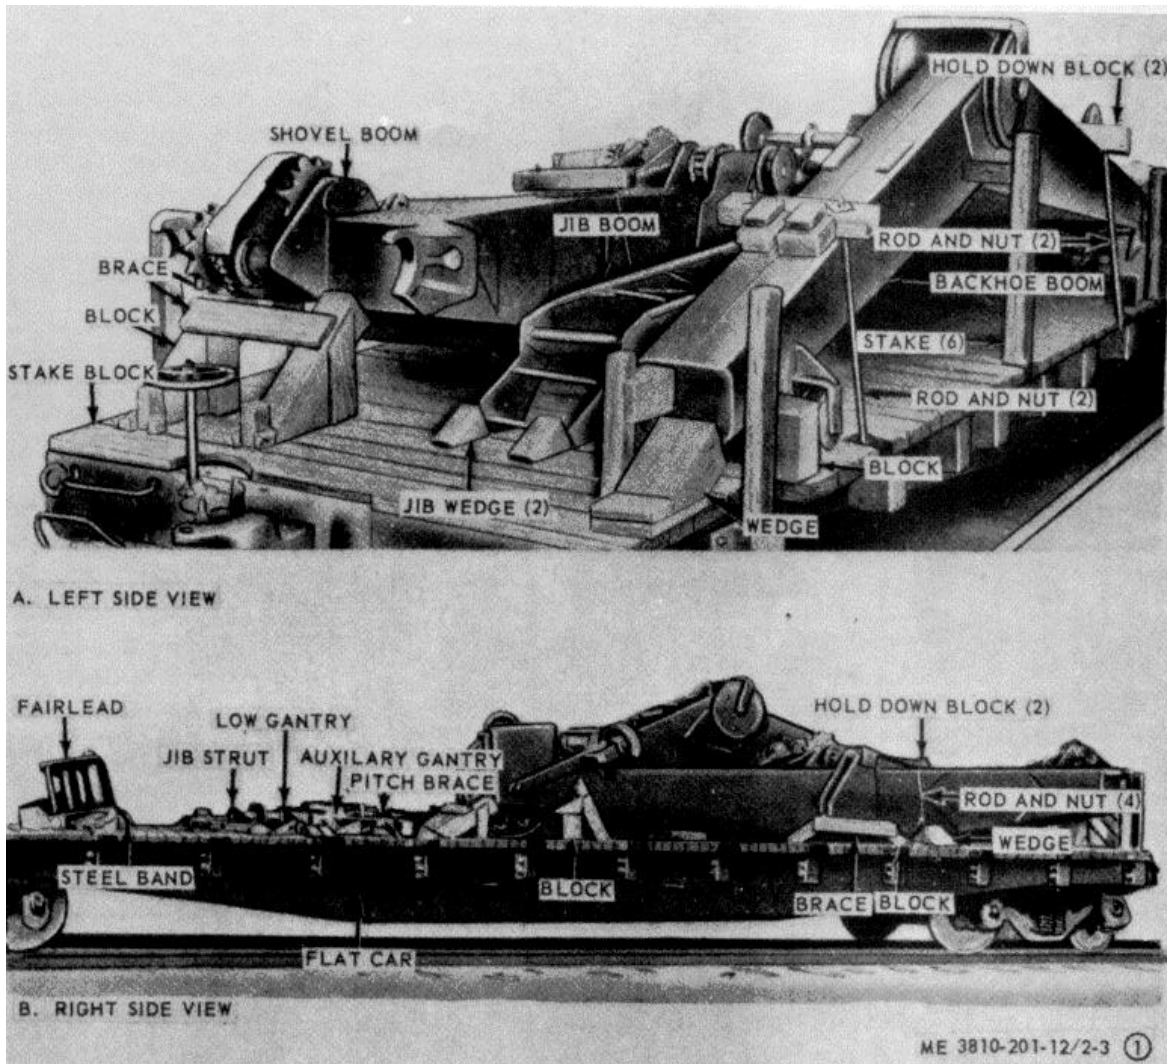 HOLD DOWN BLOCK (2)
SHOVEL BOOM
JIB BOOM
ROD AND NUT (2)
BRACE
BACKHOE BOOM
BLOCK
STAKE (6)
STAKE BLOCK
ROD AND NUT (2)
BLOCK
JIB WEDGE (2)
WEDGE
A. LEFT SIDE VIEW
FAIRLEAD
LOW GANTRY
HOLD DOWN BLOCK (2)
JIB STRUT
AUXILARY GANTRY
PITCH BRACE
ROD AND NUT (4)
WEDGE
STEEL BAND
BLOCK
BRACE
BLOCK
FLAT CAR
B. RIGHT SIDE VIEW
ME 3810-201-12/2-3 1